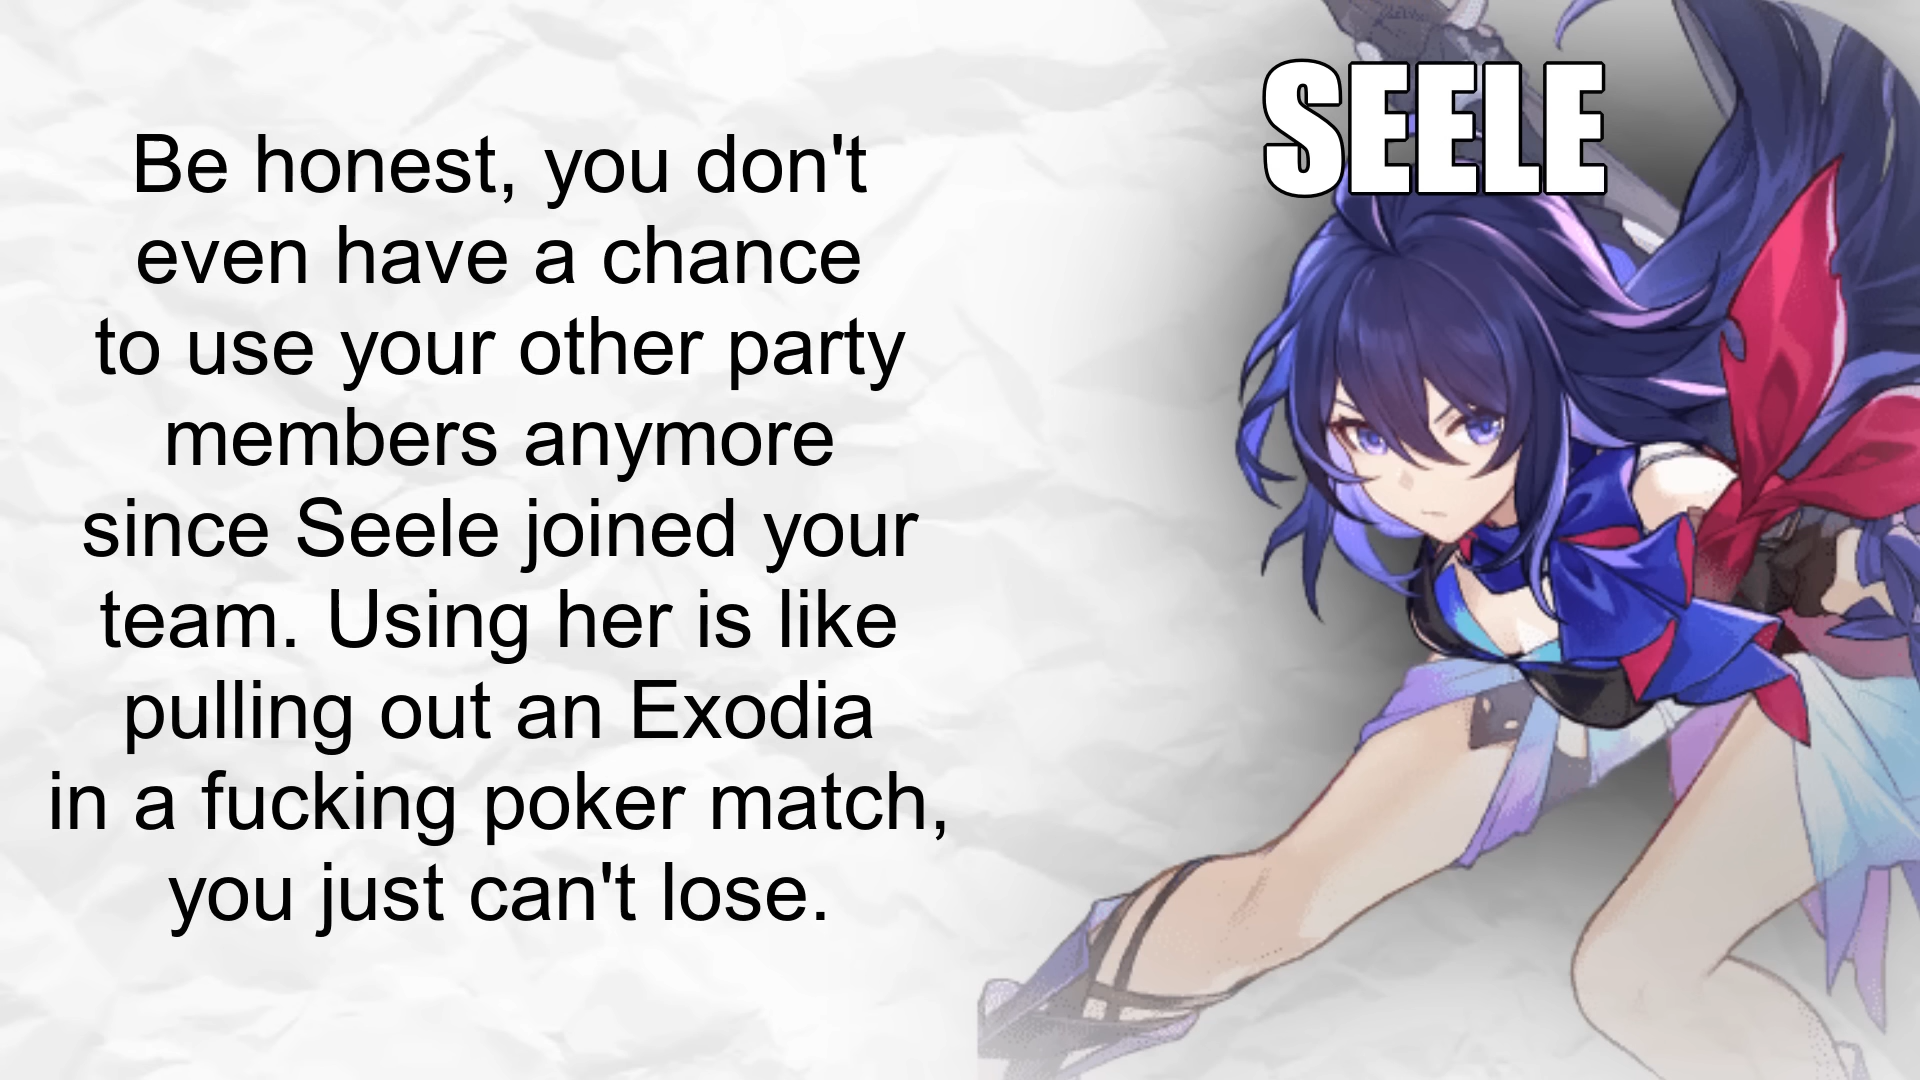 SEELE
Be honest, you don't
even have a chance
to use your other party
members anymore
since Seele joined your
team. Using her is like
pulling out an Exodia
in a fucking poker match,
you just can't lose.